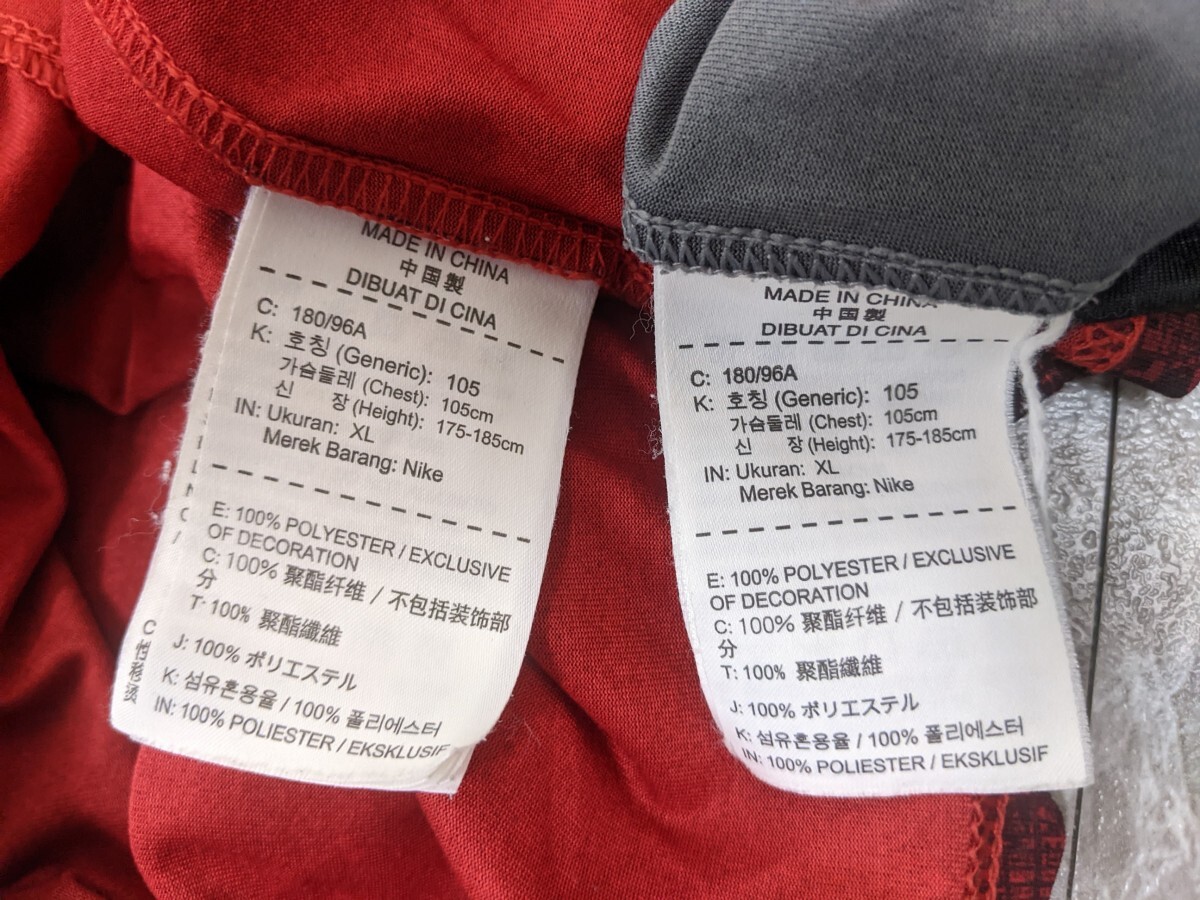 MADE IN CHINA
中国製
DIBUAT DI CINA
C: 180/96A
K: 호칭 (Generic): 105
가슴둘레 (Chest): 105cm
신 장 (Height): 175-185cm
IN: Ukuran: XL
Merek Barang: Nike
E: 100% POLYESTER / EXCLUSIVE
OF DECORATION
C: 100% 聚酯纤维 / 不包括装饰部
分
T: 100% 聚酯纖維
J: 100% ポリエステル
K: 섬유혼용율 / 100% 폴리에스터
IN: 100% POLIESTER / EKSKLUSIF
MADE IN CHINA
中国製
DIBUAT DI CINA
C: 180/96A
K: 호칭 (Generic): 105
가슴둘레 (Chest): 105cm
신 장 (Height): 175-185cm
IN: Ukuran: XL
Merek Barang: Nike
E: 100% POLYESTER / EXCLUSIVE
OF DECORATION
C: 100% 聚酯纤维 / 不包括装饰部
分
T: 100% 聚酯纖維
J: 100% ポリエステル
K: 섬유혼용율 / 100% 폴리에스터
IN: 100% POLIESTER / EKSKLUSIF